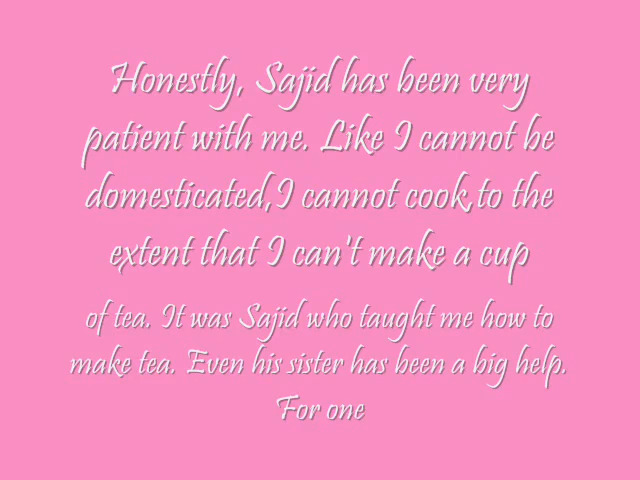 Honestly, Sajid has been very
patient with me. Like I cannot be
domesticated,I cannot cook,to the
extent that I can't make a cup
of tea. It was Sajid who taught me how to
make tea. Even his sister has been a big help.
For one